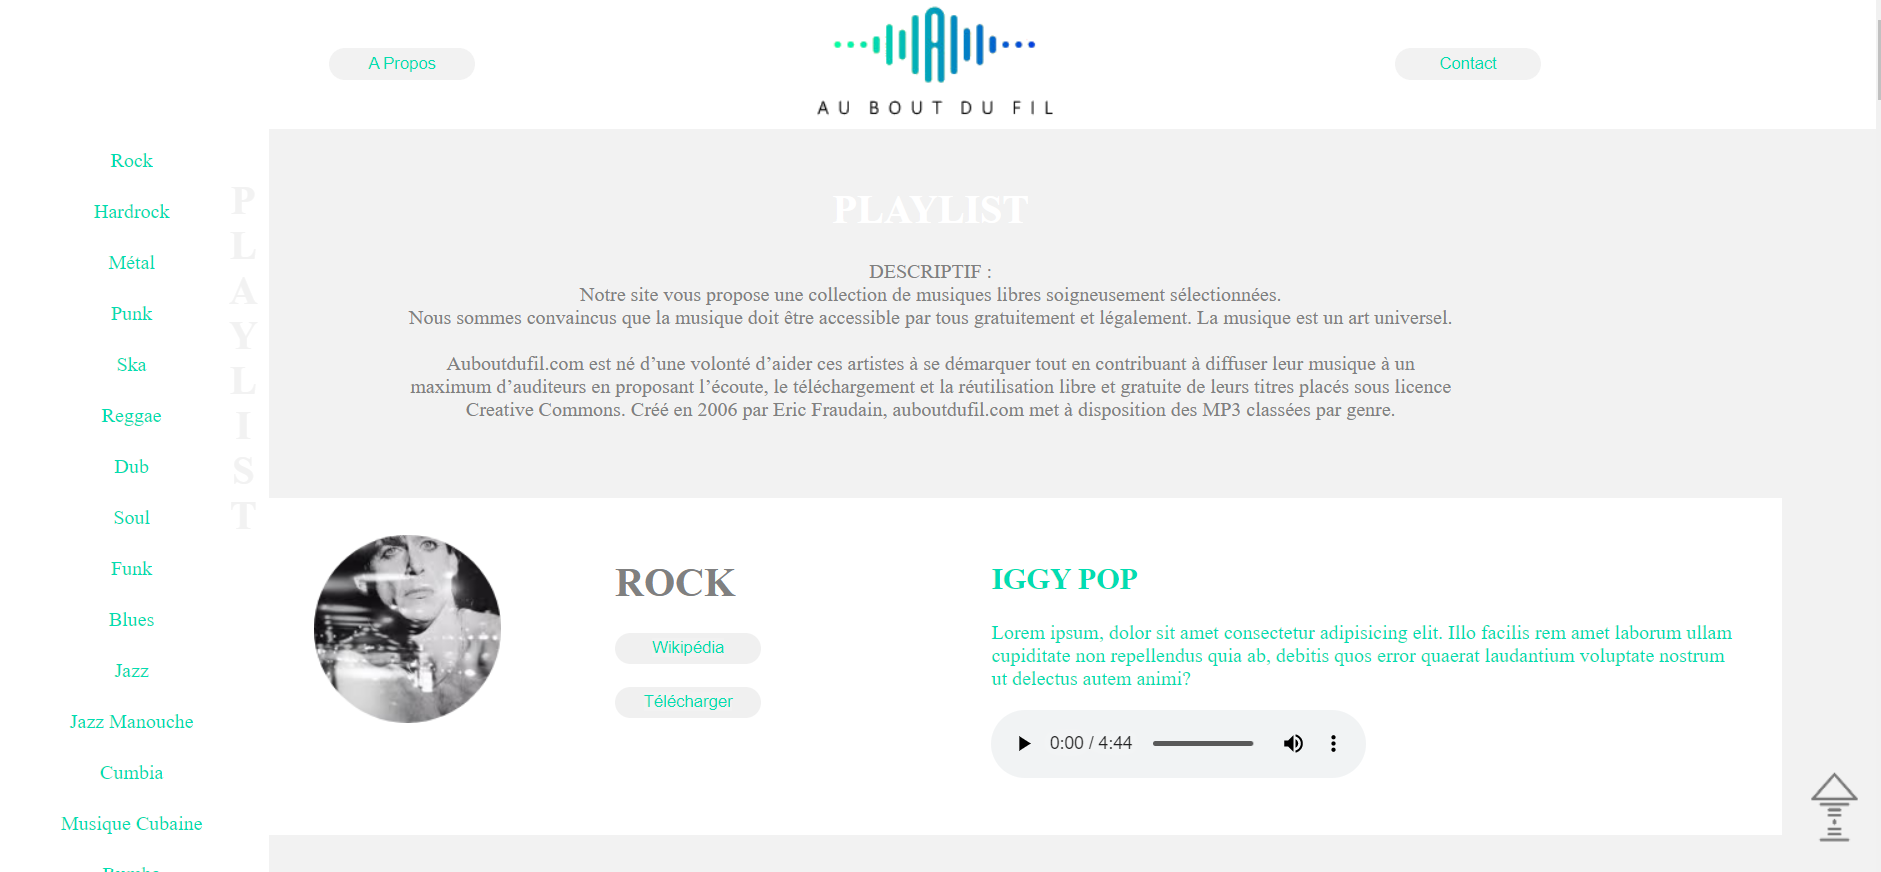 A Propos
AU BOUT DU FIL
Contact
Rock
Hardrock
Métal
Punk
Ska
Reggae
Dub
Soul
Funk
Blues
Jazz
Jazz Manouche
Cumbia
Musique Cubaine
P
L
A
Y
L
I
S
T
PLAYLIST
DESCRIPTIF :
Notre site vous propose une collection de musiques libres soigneusement sélectionnées.
Nous sommes convaincus que la musique doit être accessible par tous gratuitement et légalement. La musique est un art universel.
Auboutdufil.com est né d’une volonté d’aider ces artistes à se démarquer tout en contribuant à diffuser leur musique à un
maximum d’auditeurs en proposant l’écoute, le téléchargement et la réutilisation libre et gratuite de leurs titres placés sous licence
Creative Commons. Créé en 2006 par Eric Fraudain, auboutdufil.com met à disposition des MP3 classées par genre.
ROCK
Wikipédia
Télécharger
IGGY POP
Lorem ipsum, dolor sit amet consectetur adipisicing elit. Illo facilis rem amet laborum ullam
cupiditate non repellendus quia ab, debitis quos error quaerat laudantium voluptate nostrum
ut delectus autem animi?
0:00 / 4:44